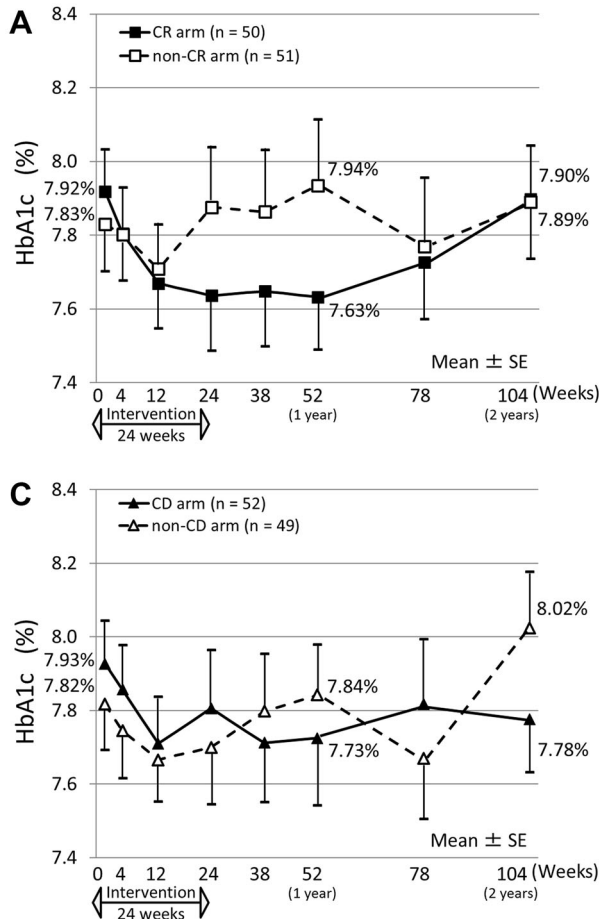 A
8.4
CR arm (n = 50)
non-CR arm (n = 51)
8.2
8.0
7.94%
7.90%
7.92%
7.83%
7.89%
7.8
HbA1c (%)
7.6
7.63%
Mean ± SE
7.4
0 4 12 24 38 52 78 104 (Weeks)
(1 year) (2 years)
Intervention
24 weeks
C
8.4
CD arm (n = 52)
non-CD arm (n = 49)
8.2
8.02%
8.0
7.93%
7.82%
7.84%
7.8
HbA1c (%)
7.73%
7.78%
7.6
Mean ± SE
7.4
0 4 12 24 38 52 78 104 (Weeks)
(1 year) (2 years)
Intervention
24 weeks